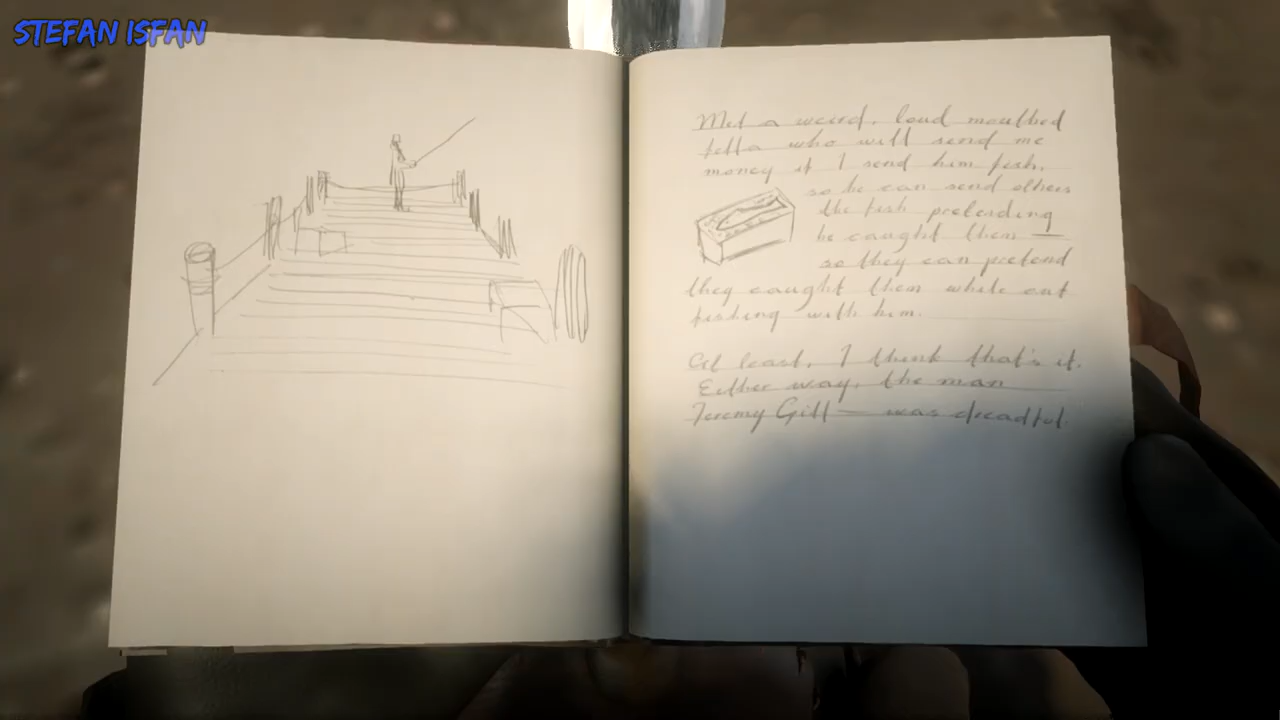 STEFAN ISFAN
Met a weird, loud mouthed
fella who will send me
money if I send him fish,
so he can send others
the fish pretending
he caught them —
so they can pretend
they caught them while out
fishing with him.
At least, I think that's it.
Either way, the man
Jeremy Gill — was dreadful.